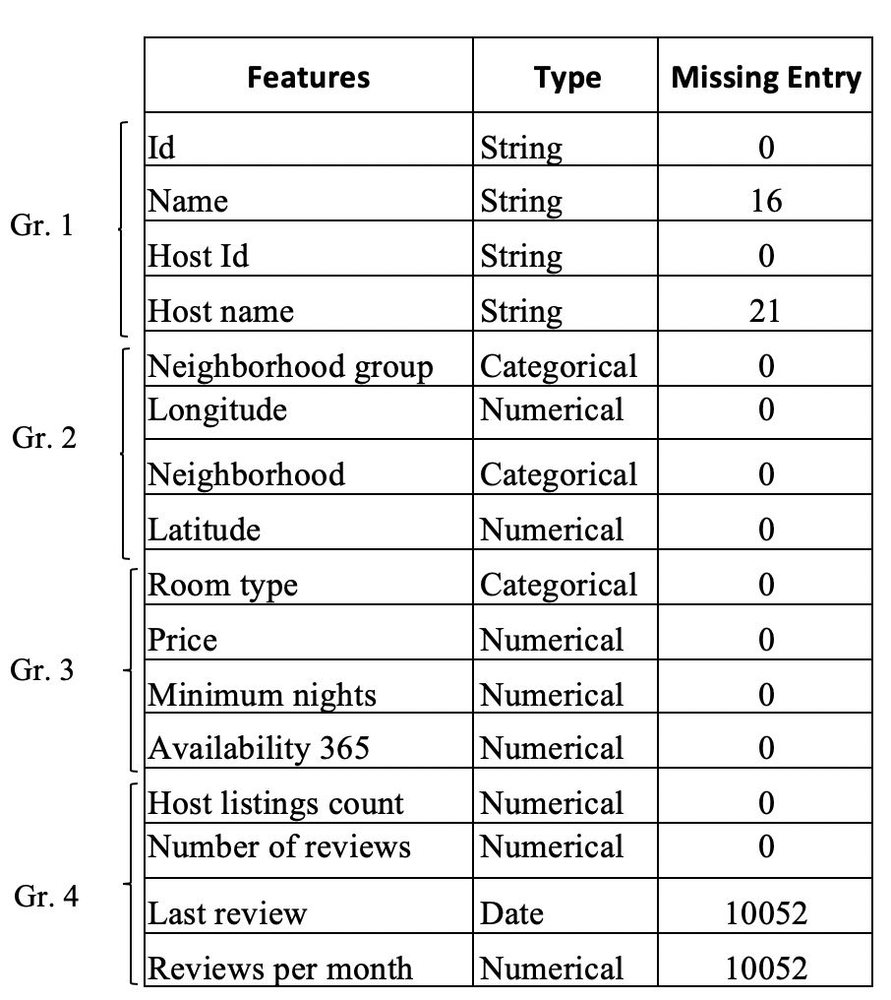 Features Type Missing Entry
Id String 0
Name String 16
Gr. 1
Host Id String 0
Host name String 21
Neighborhood group Categorical 0
Longitude Numerical 0
Gr. 2
Neighborhood Categorical 0
Latitude Numerical 0
Room type Categorical 0
Price Numerical 0
Gr. 3
Minimum nights Numerical 0
Availability 365 Numerical 0
Host listings count Numerical 0
Number of reviews Numerical 0
Gr. 4
Last review Date 10052
Reviews per month Numerical 10052